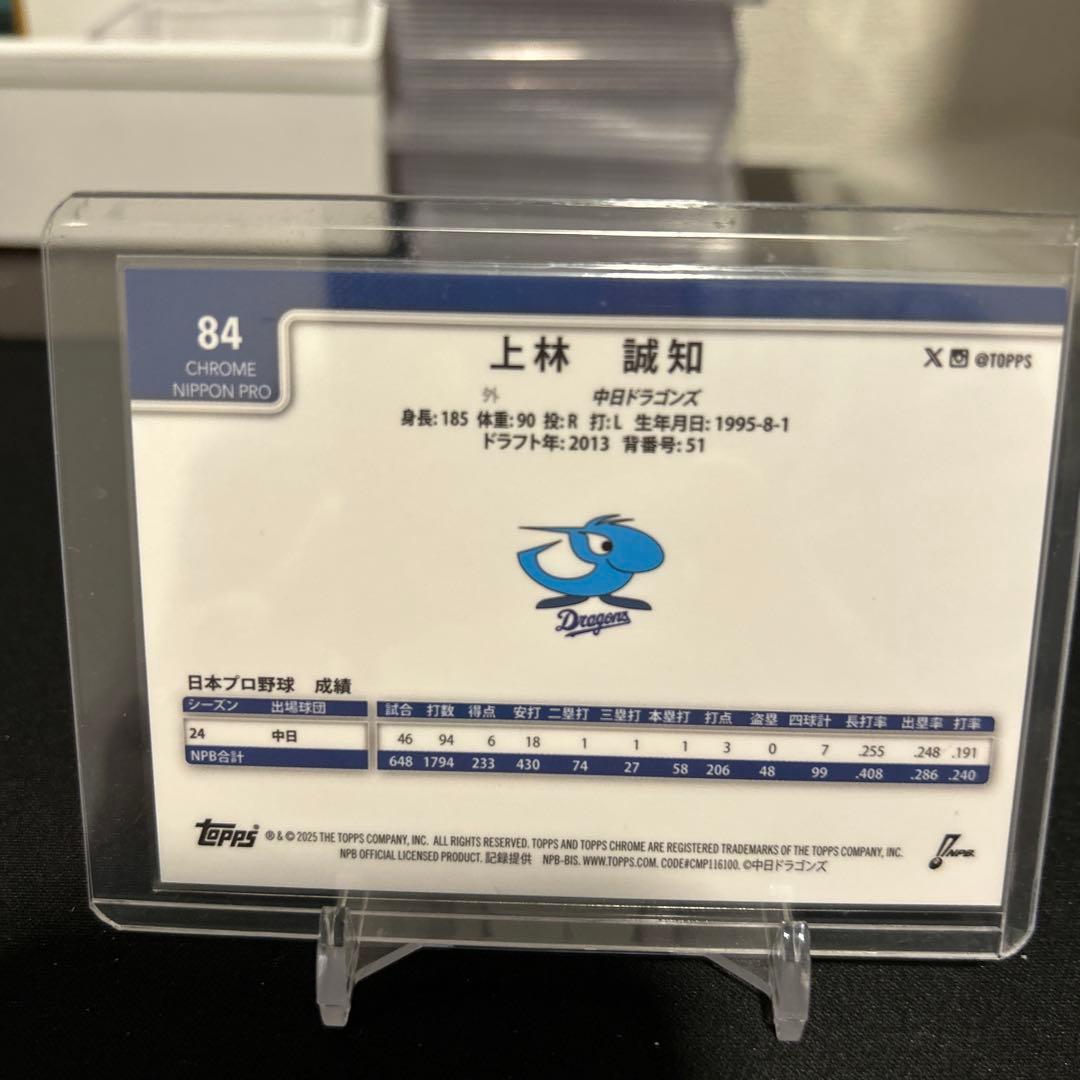 84
CHROME
NIPPON PRO
上林 誠知
@TOPPS
外 中日ドラゴンズ
身長: 185 体重: 90 投: R 打: L 生年月日: 1995-8-1
ドラフト年: 2013 背番号: 51
Dragons
日本プロ野球 成績
シーズン 出場球団 試合 打数 得点 安打 二塁打 三塁打 本塁打 打点 盗塁 四球計 長打率 出塁率 打率
24 中日 46 94 6 18 1 1 1 3 0 7 .255 .248 .191
NPB合計 648 1794 233 430 74 27 58 206 48 99 .408 .286 .240
topps ® & © 2025 THE TOPPS COMPANY, INC. ALL RIGHTS RESERVED. TOPPS AND TOPPS CHROME ARE REGISTERED TRADEMARKS OF THE TOPPS COMPANY, INC.
NPB OFFICIAL LICENSED PRODUCT. 記録提供 NPB-BIS. WWW.TOPPS.COM. CODE#CMP116100. ©中日ドラゴンズ
NPB